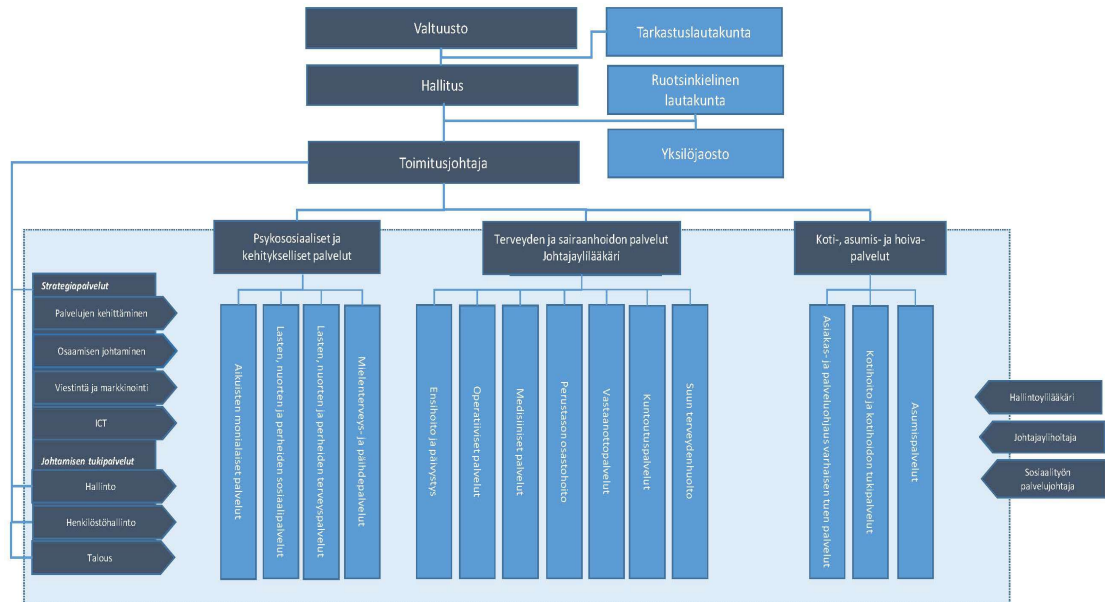 Valtuusto
Tarkastuslautakunta
Hallitus
Ruotsinkielinen
lautakunta
Yksilöjaosto
Toimitusjohtaja
Psykososiaaliset ja
kehitykselliset palvelut
Terveyden ja sairaanhoidon palvelut
Johtajaylilääkäri
Koti-, asumis- ja hoiva-
palvelut
Strategiapalvelut
Palvelujen kehittäminen
Osaamisen johtaminen
Viestintä ja markkinointi
ICT
Johtamisen tukipalvelut
Hallinto
Henkilöstöhallinto
Talous
Aikuisten monialaiset palvelut
Lasten, nuorten ja perheiden sosiaalipalvelut
Lasten, nuorten ja perheiden terveyspalvelut
Mielenterveys- ja päihdepalvelut
Ensihoito ja päivystys
Operatiiviset palvelut
Medisiiniset palvelut
Perustason osastohoito
Vastaanottopalvelut
Kuntoutuspalvelut
Suun terveydenhuolto
Asiakas- ja palveluohjaus varhaisen tuen palvelut
Kotihoito ja kotihoidon tukipalvelut
Asumispalvelut
Hallintoylilääkäri
Johtajaylihoitaja
Sosiaalityön
palvelujohtaja